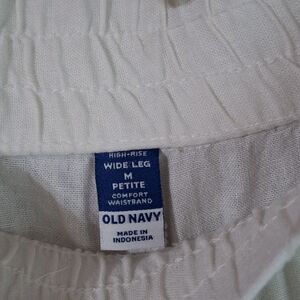 HIGH-RISE
WIDE LEG
M
PETITE
COMFORT
WAISTBAND
OLD NAVY
MADE IN
INDONESIA